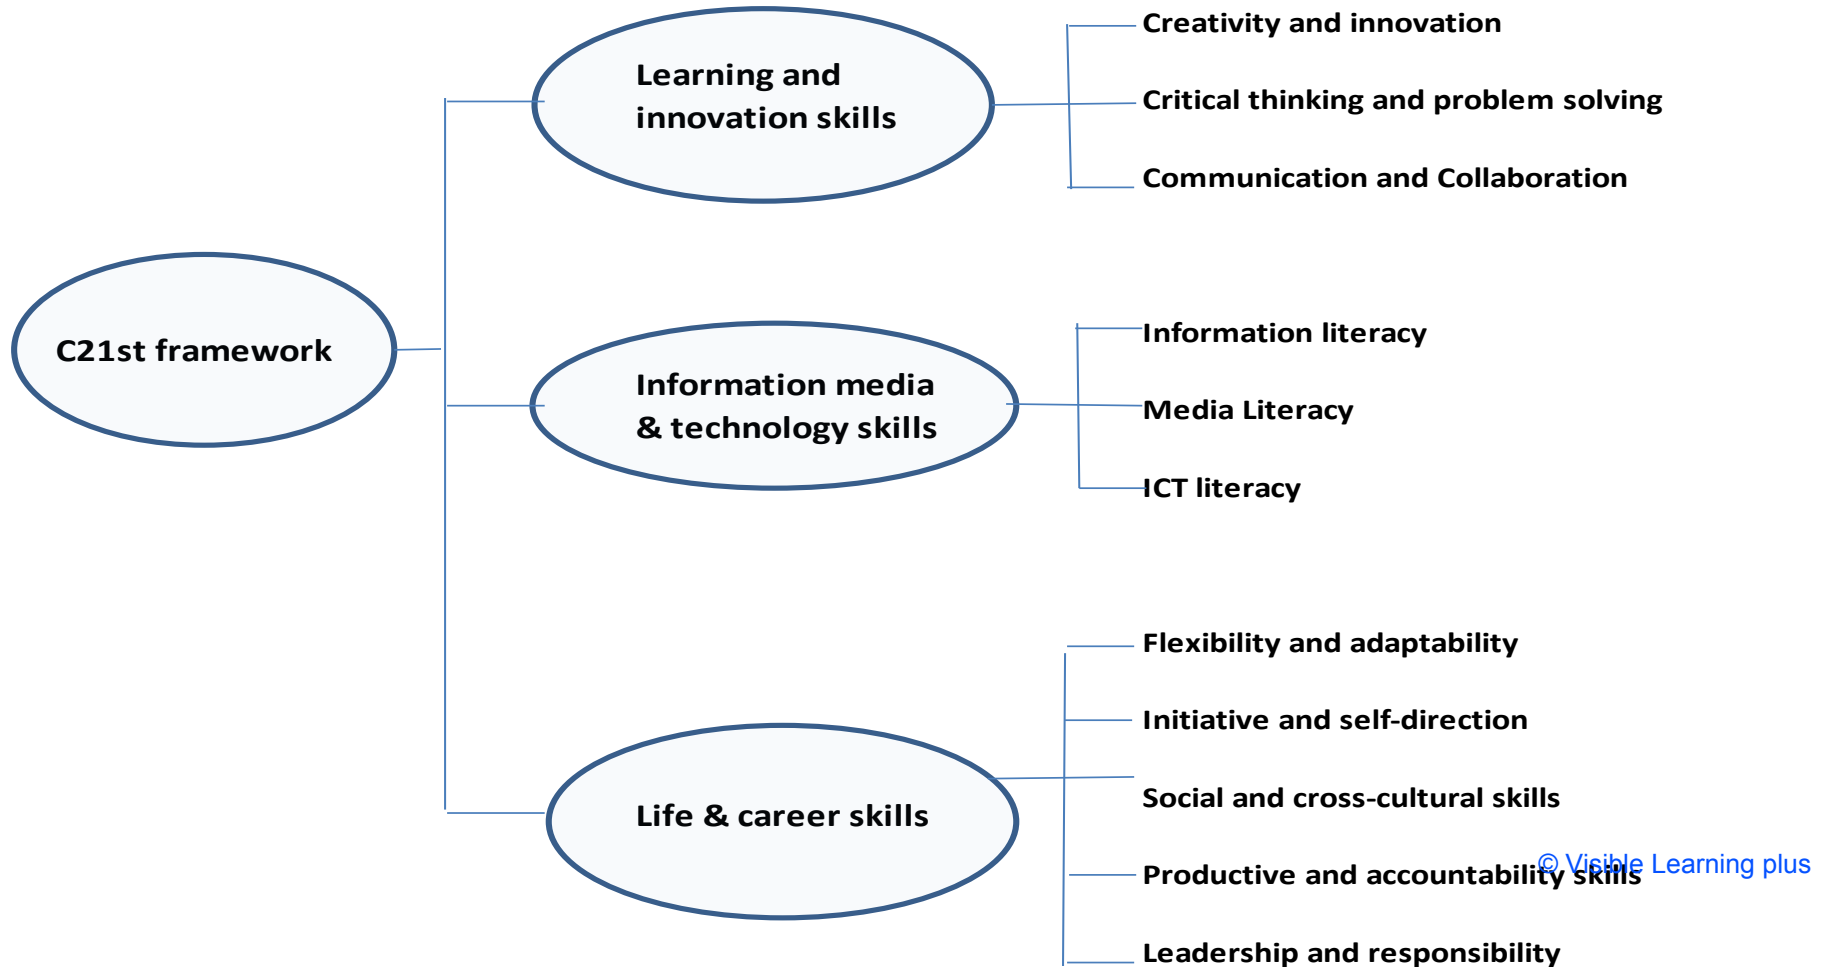 C21st framework
Learning and
innovation skills
Creativity and innovation
Critical thinking and problem solving
Communication and Collaboration
Information media
& technology skills
Information literacy
Media Literacy
ICT literacy
Life & career skills
Flexibility and adaptability
Initiative and self-direction
Social and cross-cultural skills
Productive and accountability skills
Leadership and responsibility
© Visible Learning plus